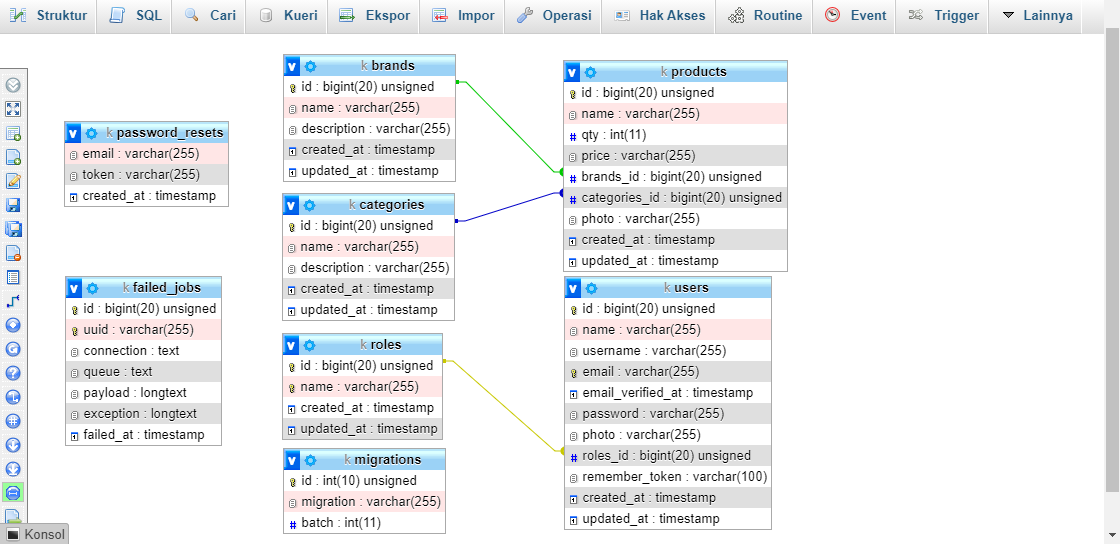 Struktur SQL Cari Kueri Ekspor Impor Operasi Hak Akses Routine Event Trigger Lainnya
k password_resets
email : varchar(255)
token : varchar(255)
created_at : timestamp
k failed_jobs
id : bigint(20) unsigned
uuid : varchar(255)
connection : text
queue : text
payload : longtext
exception : longtext
failed_at : timestamp
k brands
id : bigint(20) unsigned
name : varchar(255)
description : varchar(255)
created_at : timestamp
updated_at : timestamp
k categories
id : bigint(20) unsigned
name : varchar(255)
description : varchar(255)
created_at : timestamp
updated_at : timestamp
k roles
id : bigint(20) unsigned
name : varchar(255)
created_at : timestamp
updated_at : timestamp
k migrations
id : int(10) unsigned
migration : varchar(255)
batch : int(11)
k products
id : bigint(20) unsigned
name : varchar(255)
qty : int(11)
price : varchar(255)
brands_id : bigint(20) unsigned
categories_id : bigint(20) unsigned
photo : varchar(255)
created_at : timestamp
updated_at : timestamp
k users
id : bigint(20) unsigned
name : varchar(255)
username : varchar(255)
email : varchar(255)
email_verified_at : timestamp
password : varchar(255)
photo : varchar(255)
roles_id : bigint(20) unsigned
remember_token : varchar(100)
created_at : timestamp
updated_at : timestamp
Konsol